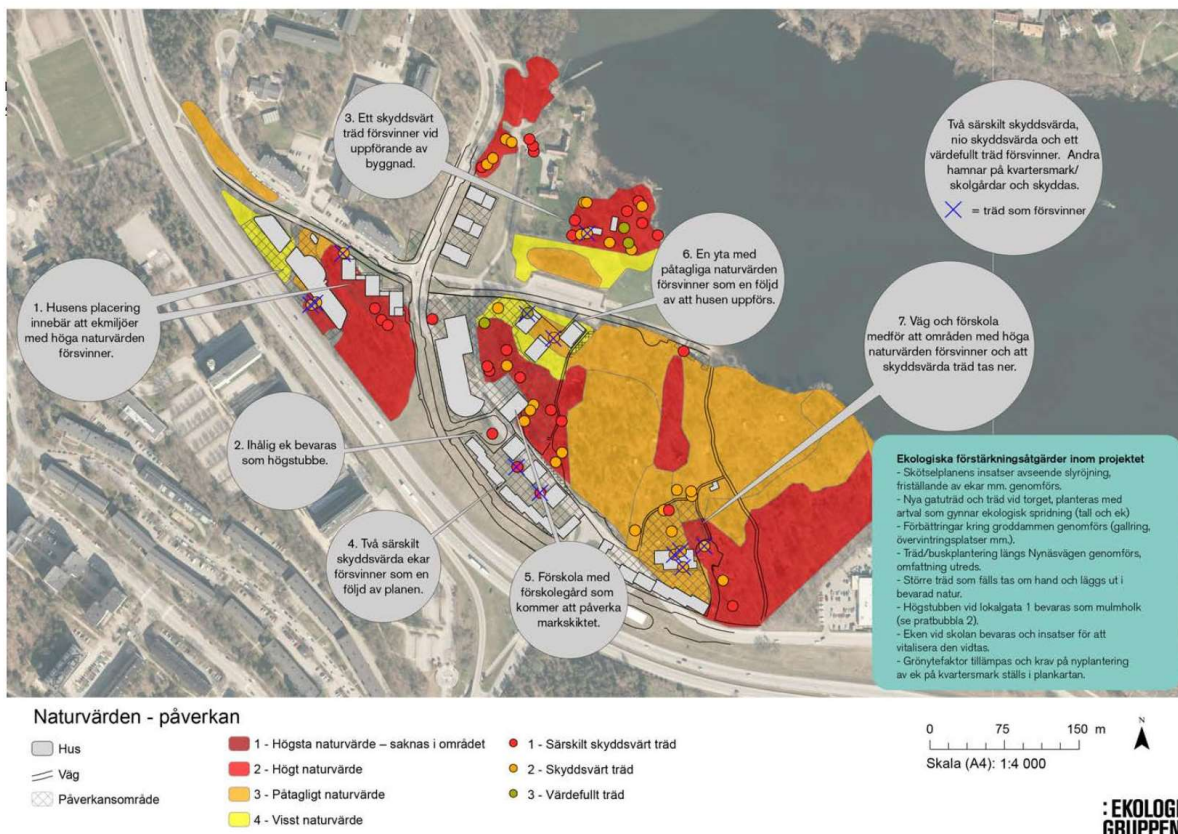 3. Ett skyddsvärt
träd försvinner vid
uppförande av
byggnad.
Två särskilt skyddsvärda,
nio skyddsvärda och ett
värdefullt träd försvinner. Andra
hamnar på kvartersmark/
skolgårdar och skyddas.
= träd som försvinner
6. En yta med
påtagliga naturvärden
försvinner som en följd
av att husen uppförs.
1. Husens placering
innebär att ekmiljöer
med höga naturvärden
försvinner.
7. Väg och förskola
medför att områden med höga
naturvärden försvinner och att
skyddsvärda träd tas ner.
2. Ihålig ek bevaras
som högstubbe.
4. Två särskilt
skyddsvärda ekar
försvinner som en
följd av planen.
5. Förskola med
förskolegård som
kommer att påverka
markskiktet.
Ekologiska förstärkningsåtgärder inom projektet
- Skötselplanens insatser avseende slyröjning,
friställande av ekar mm. genomförs.
- Nya gatuträd och träd vid torget, planteras med
artval som gynnar ekologisk spridning (tall och ek)
- Förbättringar kring groddammen genomförs (gallring,
övervintringsplatser mm.).
- Träd/buskplantering längs Nynäsvägen genomförs,
omfattning utreds.
- Större träd som fälls tas om hand och läggs ut i
bevarad natur.
- Högstubben vid lokalgata 1 bevaras som mulmholk
(se pratbubbla 2).
- Eken vid skolan bevaras och insatser för att
vitalisera den vidtas.
- Grönytefaktor tillämpas och krav på nyplantering
av ek på kvartersmark ställs i plankartan.
Naturvärden - påverkan
Hus
Väg
Påverkansområde
1 - Högsta naturvärde – saknas i området
2 - Högt naturvärde
3 - Påtagligt naturvärde
4 - Visst naturvärde
1 - Särskilt skyddsvärt träd
2 - Skyddsvärt träd
3 - Värdefullt träd
0 75 150 m
N
Skala (A4): 1:4 000
:EKOLOGI
GRUPPEN